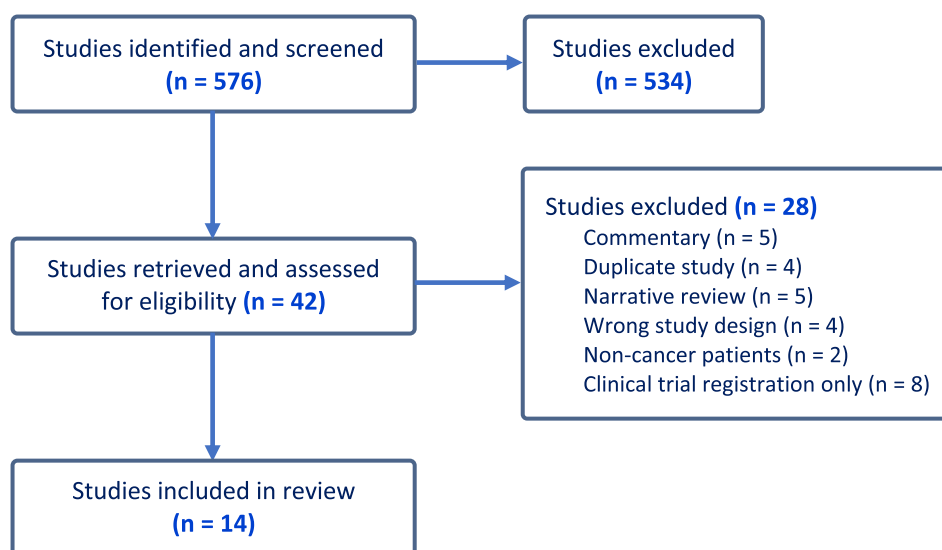 Studies identified and screened
(n = 576)
Studies excluded
(n = 534)
Studies retrieved and assessed
for eligibility (n = 42)
Studies excluded (n = 28)
Commentary (n = 5)
Duplicate study (n = 4)
Narrative review (n = 5)
Wrong study design (n = 4)
Non-cancer patients (n = 2)
Clinical trial registration only (n = 8)
Studies included in review
(n = 14)